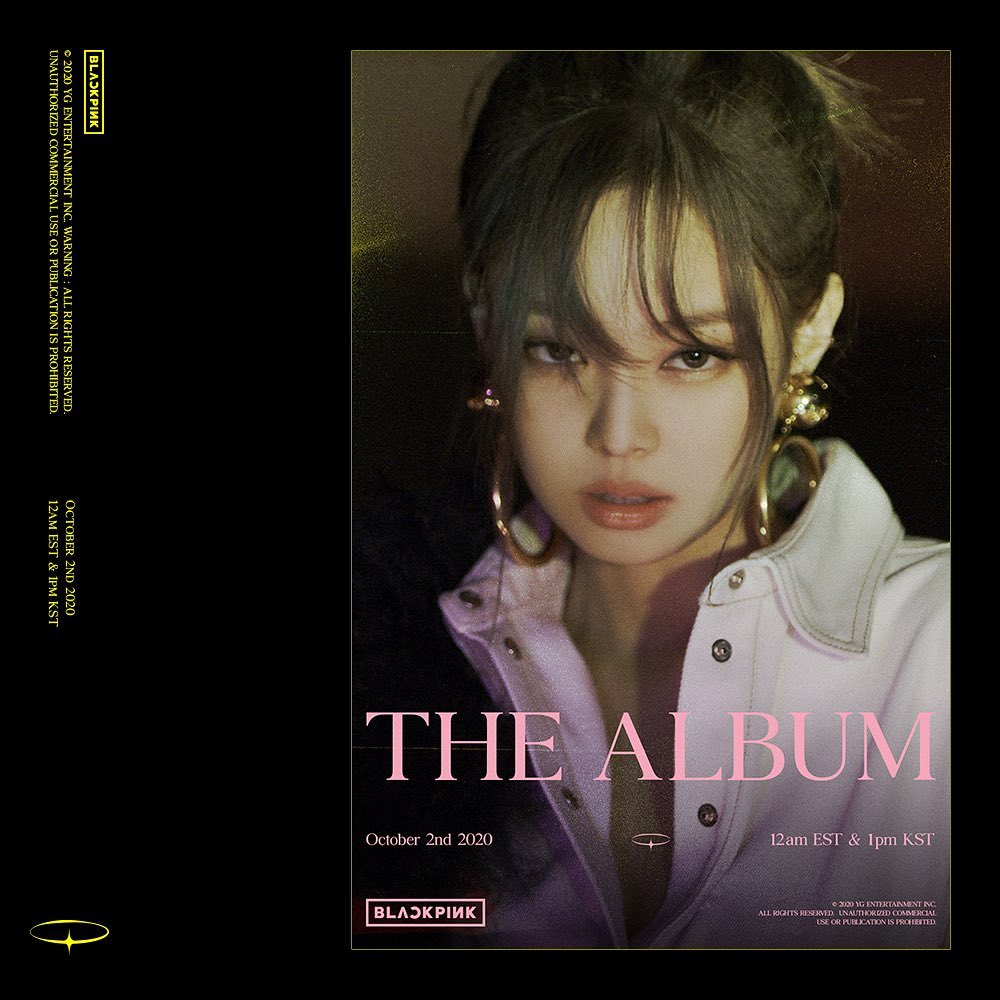 BLACKPINK
© 2020 YG ENTERTAINMENT INC. WARNING : ALL RIGHTS RESERVED.
UNAUTHORIZED COMMERCIAL USE OR PUBLICATION IS PROHIBITED.
OCTOBER 2ND 2020
12AM EST & 1PM KST
THE ALBUM
October 2nd 2020
12am EST & 1pm KST
BLACKPINK
© 2020 YG ENTERTAINMENT INC.
ALL RIGHTS RESERVED. UNAUTHORIZED COMMERCIAL
USE OR PUBLICATION IS PROHIBITED.